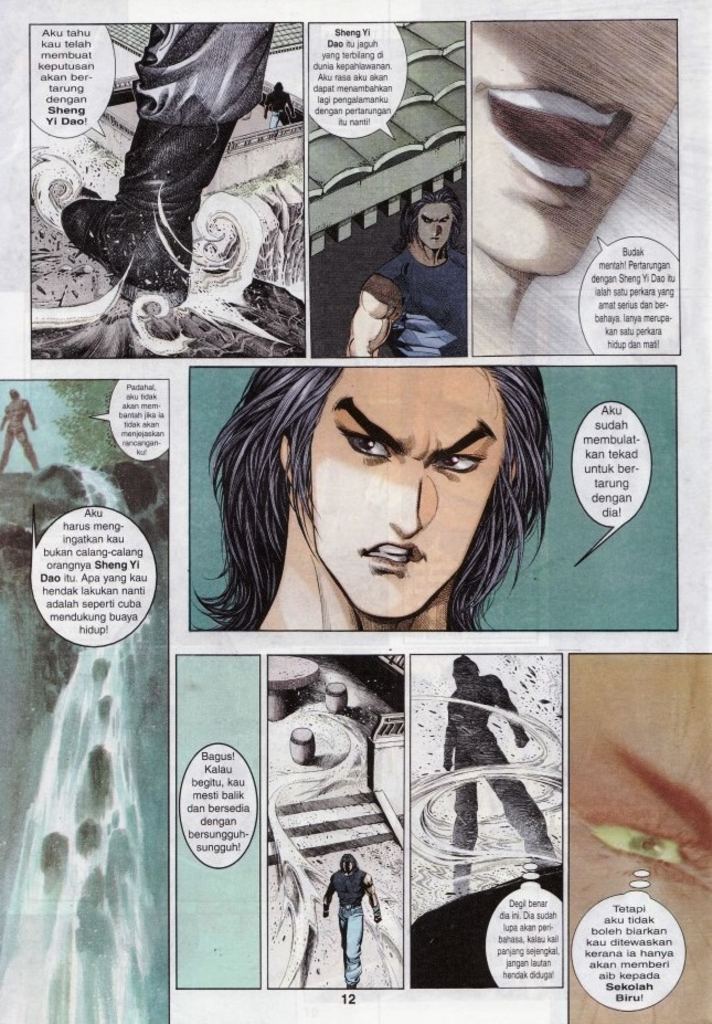 Aku tahu
kau telah
membuat
keputusan
akan ber-
tarung
dengan
Sheng
Yi Dao!
Sheng Yi
Dao itu jaguh
yang terbilang di
dunia kepahlawanan.
Aku rasa aku akan
dapat menambahkan
lagi pengalamanku
dengan pertarungan
itu nanti!
Budak
mentah! Pertarungan
dengan Sheng Yi Dao itu
ialah satu perkara yang
amat serius dan ber-
bahaya. Ianya merupa-
kan satu perkara
hidup dan mati!
Padahal,
aku tidak
akan mem-
bantah jika ia
tidak akan
menjejaskan
rancangan-
ku!
Aku
harus meng-
ingatkan kau
bukan calang-calang
orangnya Sheng Yi
Dao itu. Apa yang kau
hendak lakukan nanti
adalah seperti cuba
mendukung buaya
hidup!
Aku
sudah
membulat-
kan tekad
untuk ber-
tarung
dengan
dia!
Bagus!
Kalau
begitu, kau
mesti balik
dan bersedia
dengan
bersungguh-
sungguh!
Degil benar
dia ini. Dia sudah
lupa akan peri-
bahasa, kalau kail
panjang sejengkal,
jangan lautan
hendak diduga!
Tetapi
aku tidak
boleh biarkan
kau ditewaskan
kerana ia hanya
akan memberi
aib kepada
Sekolah
Biru!
12